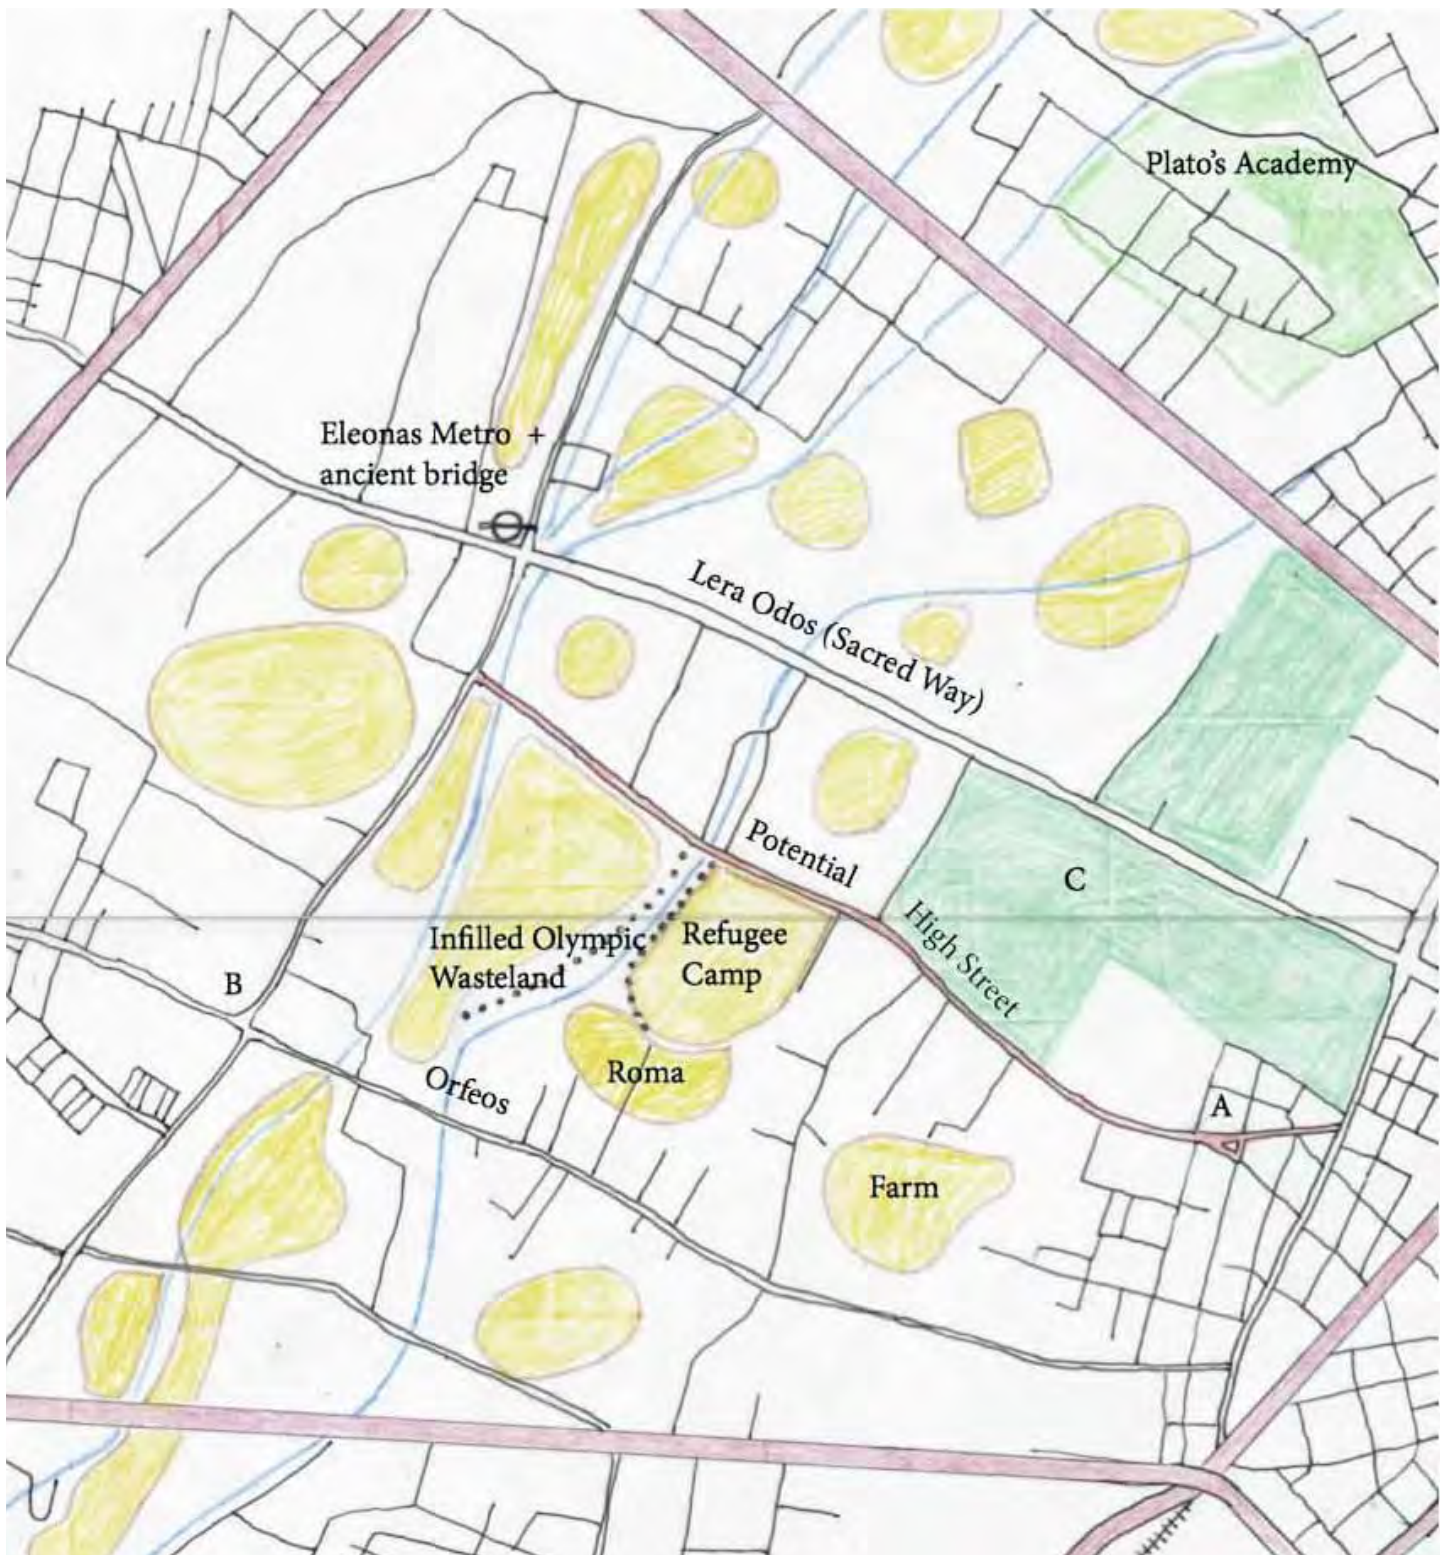 Plato's Academy
Eleonas Metro +
ancient bridge
Lera Odos (Sacred Way)
Potential
High Street
C
Infilled Olympic
Wasteland
Refugee
Camp
B
Roma
Orfeos
A
Farm